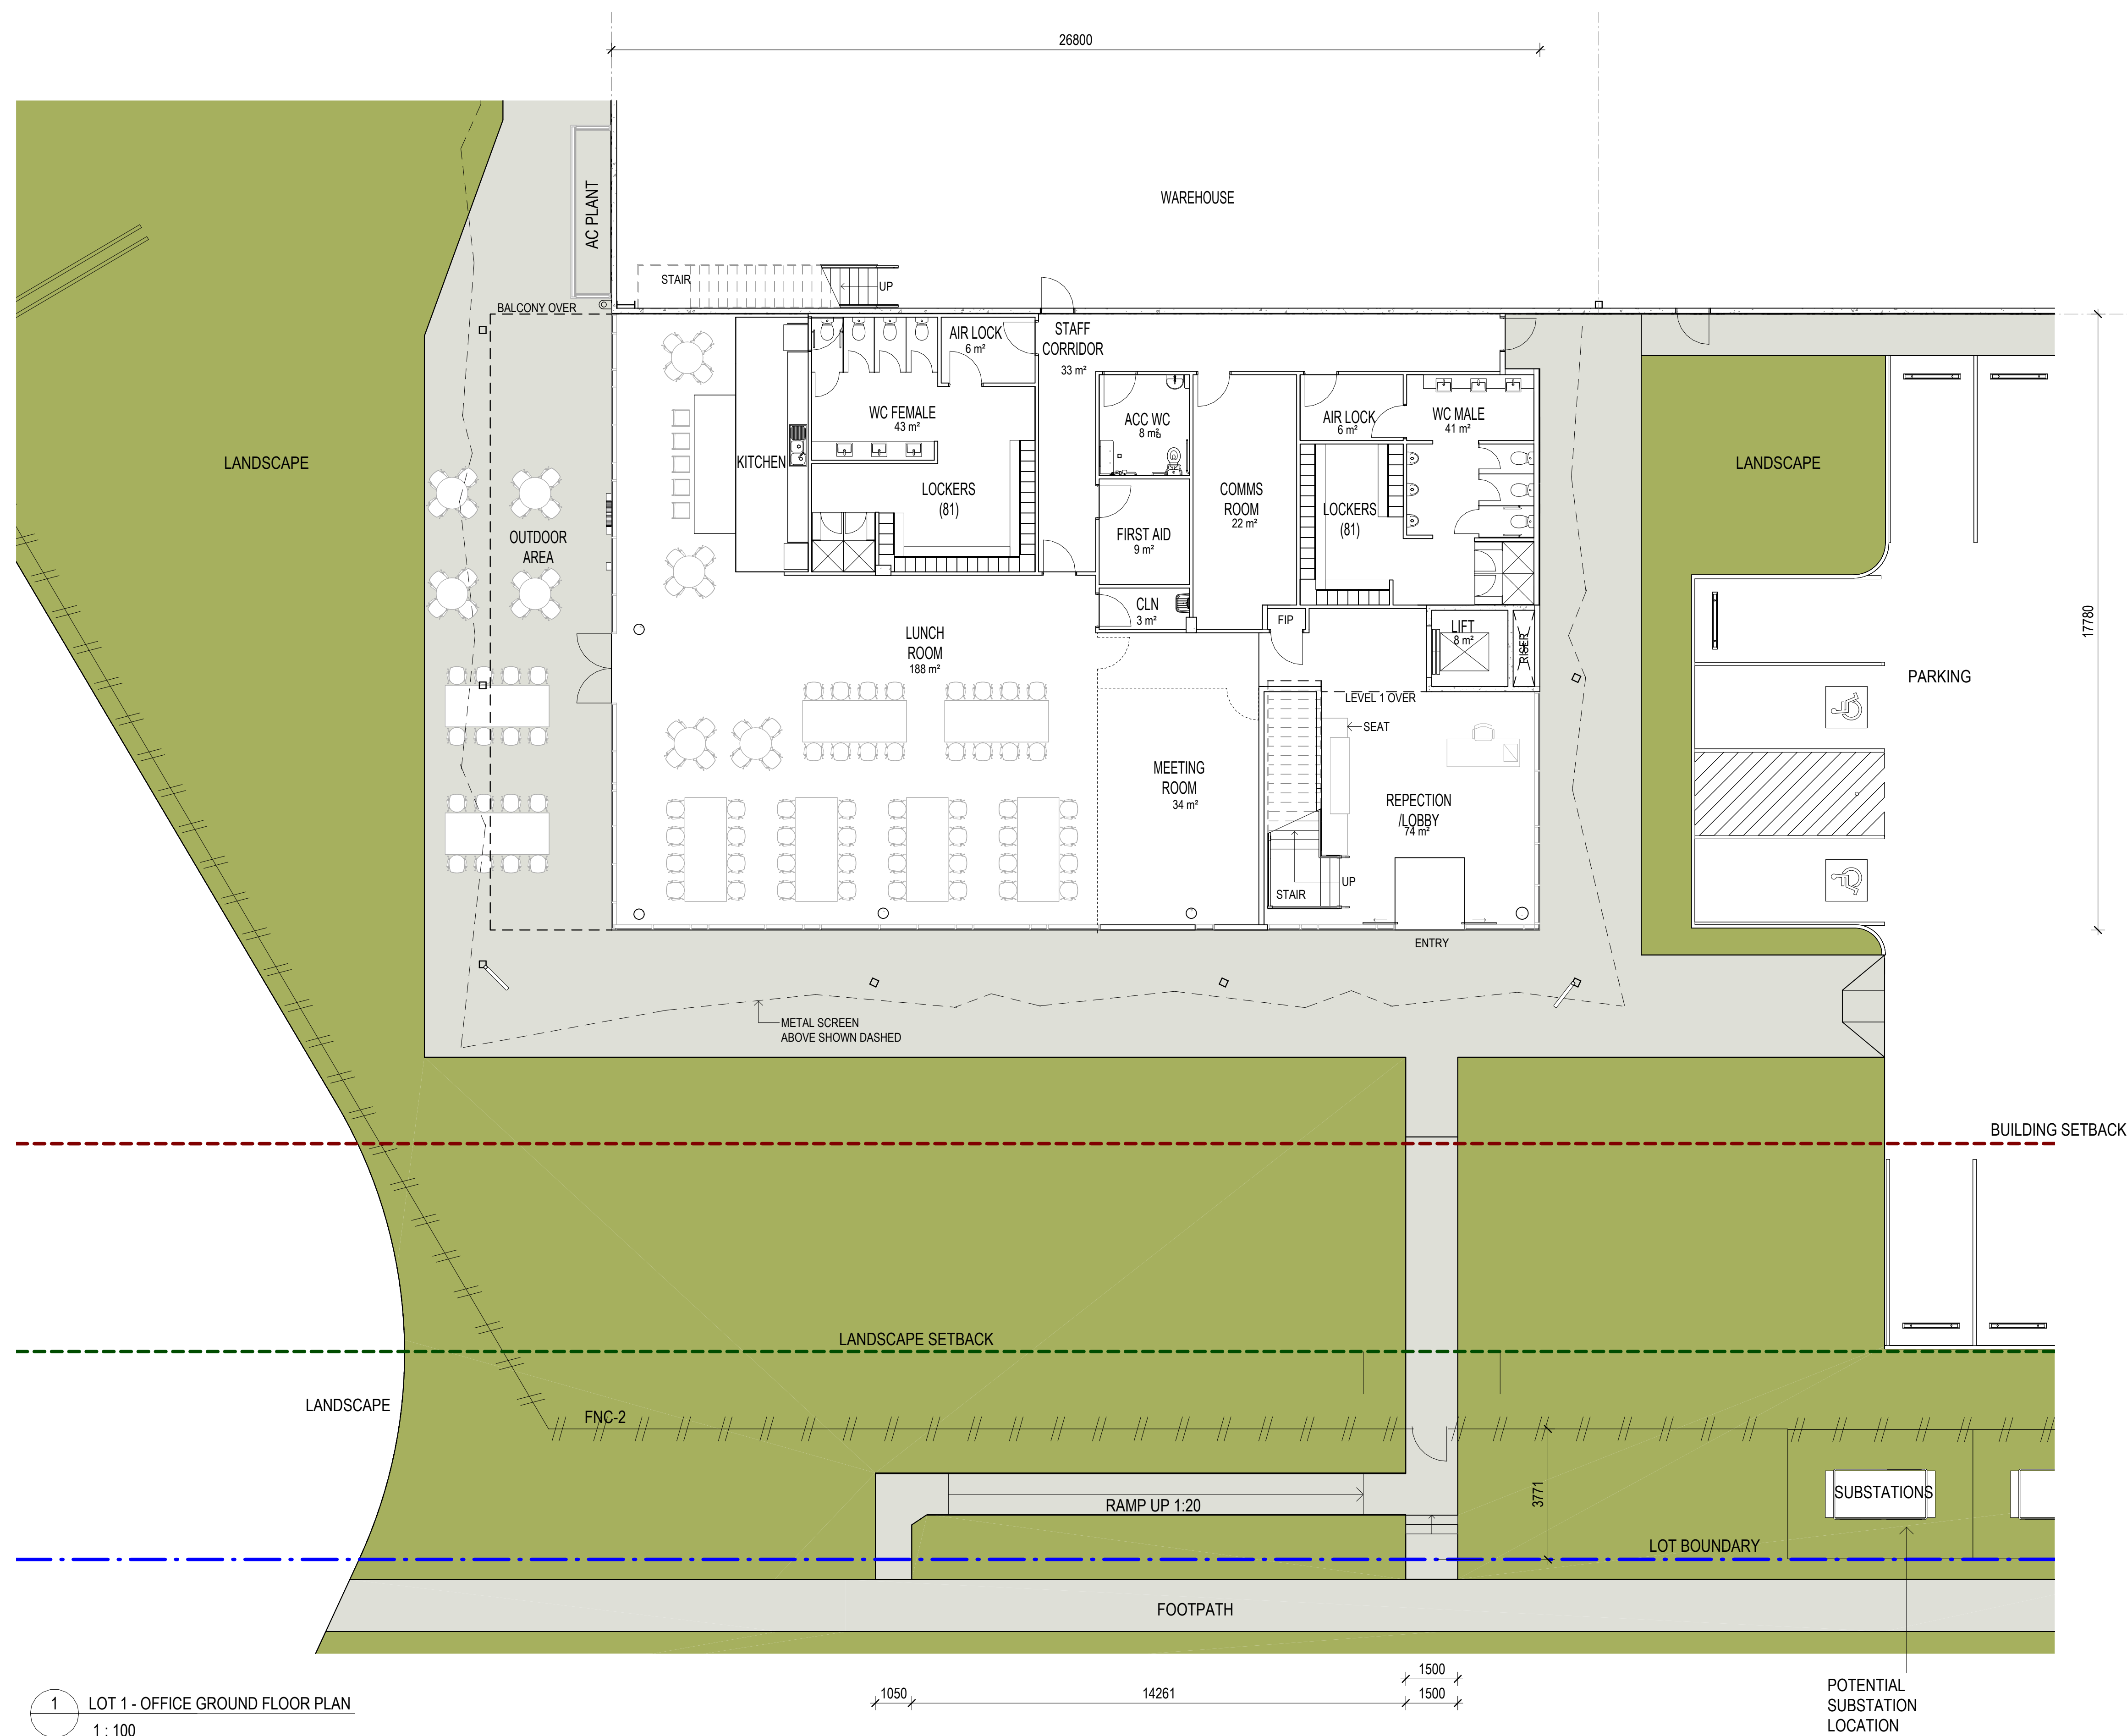 26800
WAREHOUSE
AC PLANT
STAIR
UP
BALCONY OVER
AIR LOCK
6 m²
STAFF
CORRIDOR
33 m²
WC FEMALE
43 m²
ACC WC
8 m²
AIR LOCK
6 m²
WC MALE
41 m²
LANDSCAPE
KITCHEN
LANDSCAPE
LOCKERS
(81)
COMMS
ROOM
22 m²
LOCKERS
(81)
OUTDOOR
AREA
FIRST AID
9 m²
CLN
3 m²
FIP
LIFT
8 m²
RISER
17780
LUNCH
ROOM
188 m²
PARKING
LEVEL 1 OVER
SEAT
MEETING
ROOM
34 m²
REPECTION
/LOBBY
74 m²
UP
STAIR
ENTRY
METAL SCREEN
ABOVE SHOWN DASHED
BUILDING SETBACK
LANDSCAPE SETBACK
LANDSCAPE
FNC-2
3771
SUBSTATIONS
RAMP UP 1:20
LOT BOUNDARY
FOOTPATH
1500
1050
14261
1500
POTENTIAL
SUBSTATION
LOCATION
1
LOT 1 - OFFICE GROUND FLOOR PLAN
1 : 100